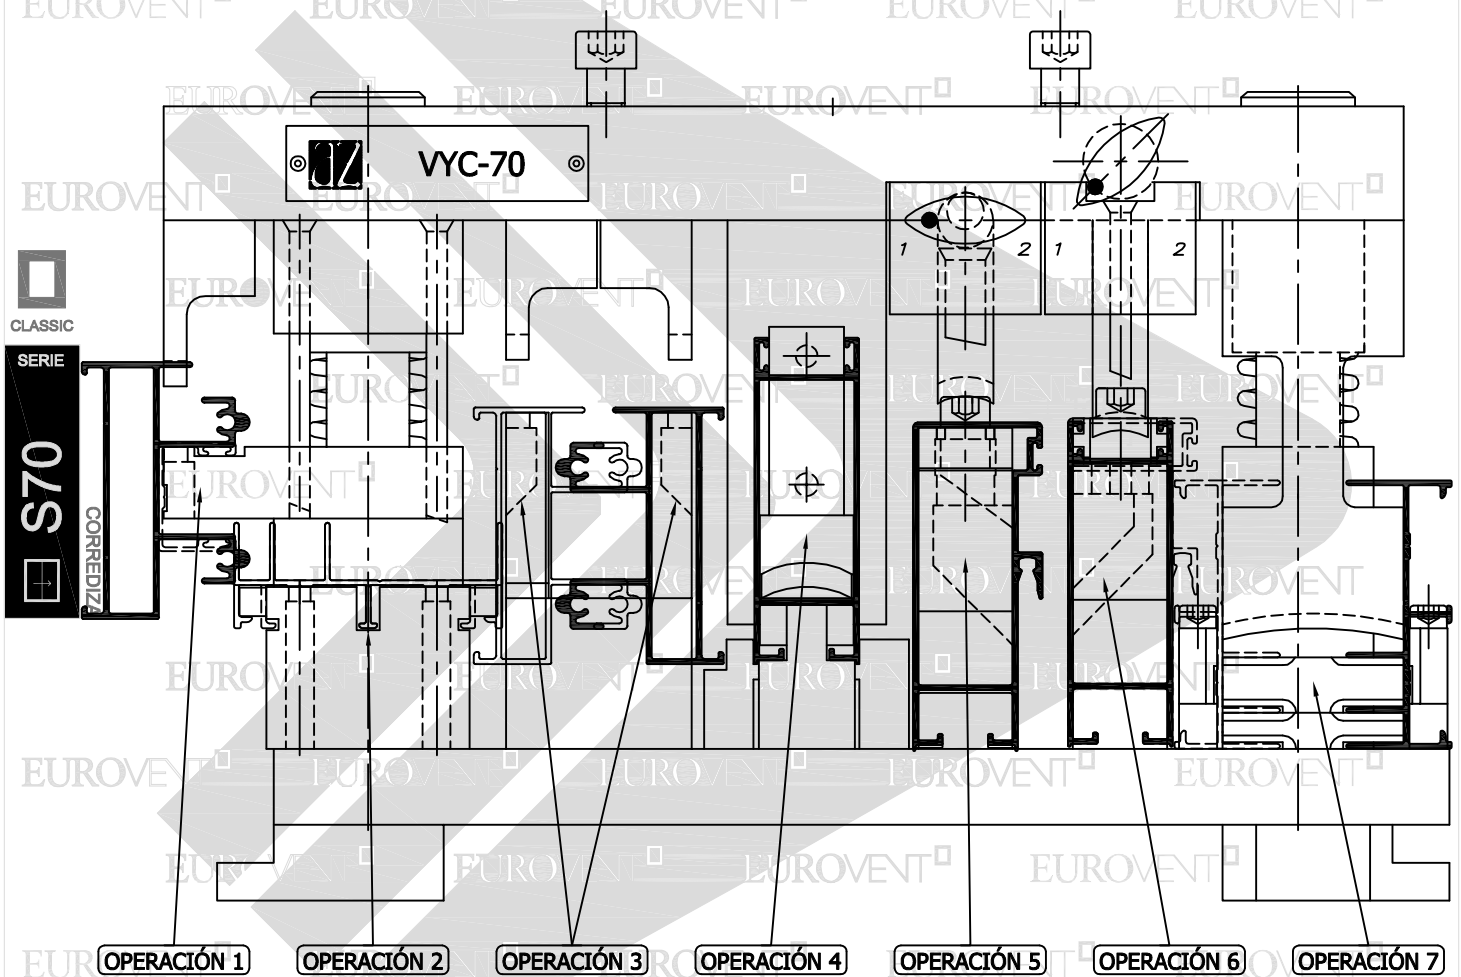 VYC-70
1
2
1
2
CLASSIC
SERIE
S70
CORREDIZA
OPERACIÓN 1
OPERACIÓN 2
OPERACIÓN 3
OPERACIÓN 4
OPERACIÓN 5
OPERACIÓN 6
OPERACIÓN 7
EUROVENT